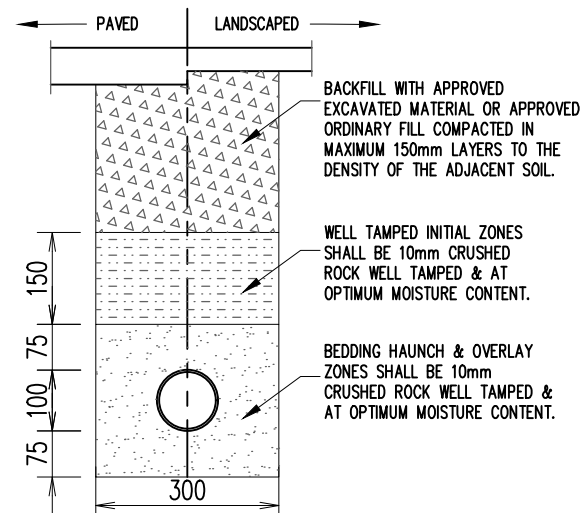 PAVED
LANDSCAPED
BACKFILL WITH APPROVED
EXCAVATED MATERIAL OR APPROVED
ORDINARY FILL COMPACTED IN
MAXIMUM 150mm LAYERS TO THE
DENSITY OF THE ADJACENT SOIL.
WELL TAMPED INITIAL ZONES
SHALL BE 10mm CRUSHED
ROCK WELL TAMPED & AT
OPTIMUM MOISTURE CONTENT.
BEDDING HAUNCH & OVERLAY
ZONES SHALL BE 10mm
CRUSHED ROCK WELL TAMPED &
AT OPTIMUM MOISTURE CONTENT.
150
75
100
75
300